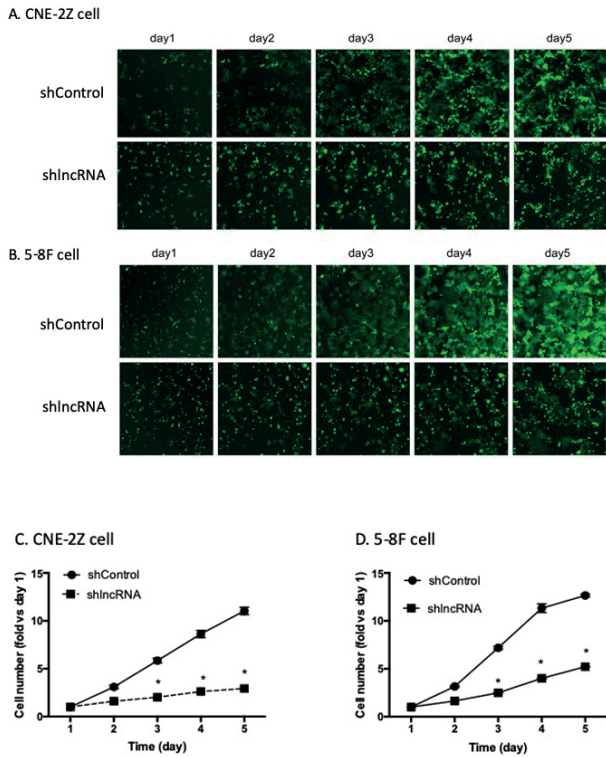 A. CNE-2Z cell
day1 day2 day3 day4 day5
shControl
shlncRNA
B. 5-8F cell
day1 day2 day3 day4 day5
shControl
shlncRNA
C. CNE-2Z cell
shControl
shlncRNA
Cell number (fold vs day 1)
15
10
5
0
* * *
1 2 3 4 5
Time (day)
D. 5-8F cell
shControl
shlncRNA
Cell number (fold vs day 1)
15
10
5
0
* * *
1 2 3 4 5
Time (day)